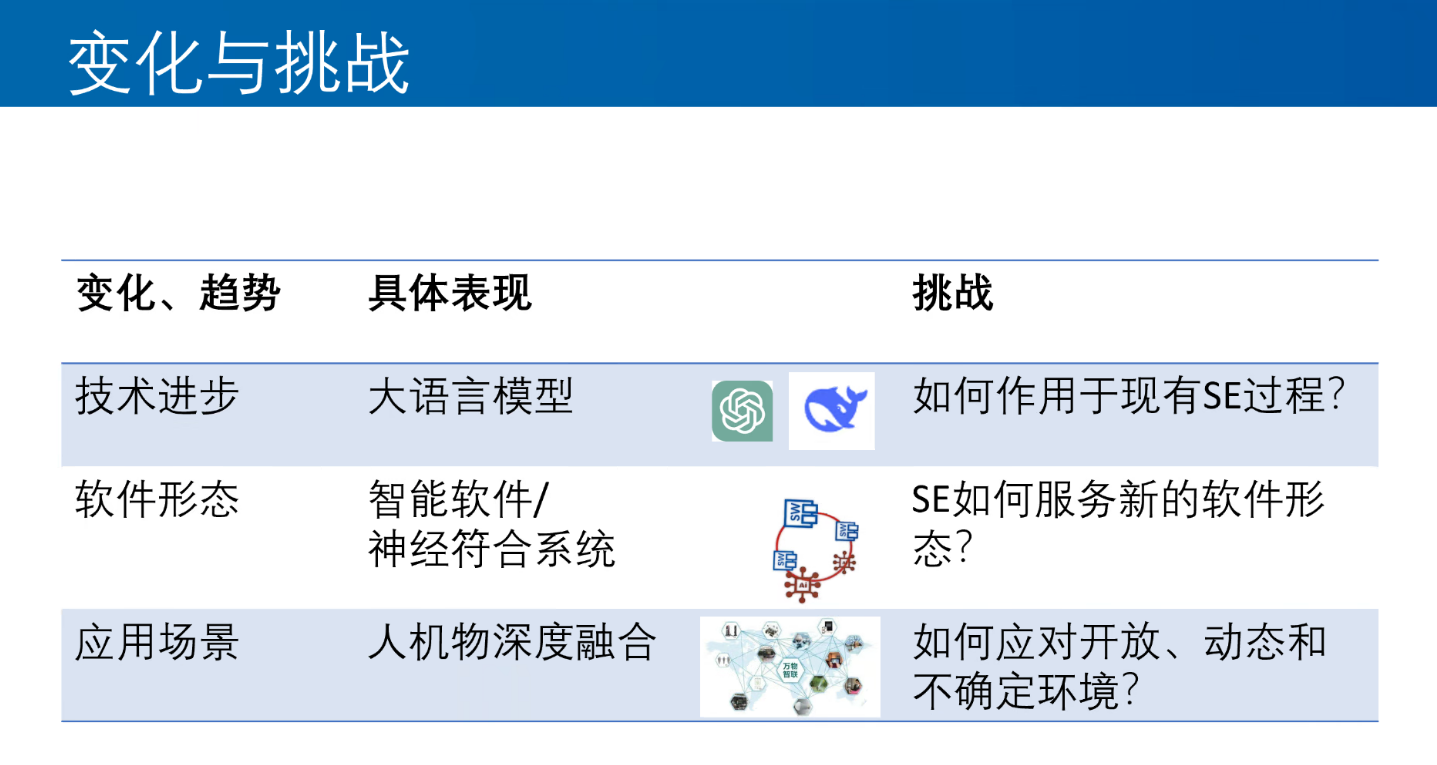 变化与挑战
变化、趋势 具体表现 挑战
技术进步 大语言模型 如何作用于现有SE过程？
软件形态 智能软件/ SE如何服务新的软件形
神经符合系统 态？
SW
SW
SW
AI
应用场景 人机物深度融合 如何应对开放、动态和
不确定环境？
万物
智联